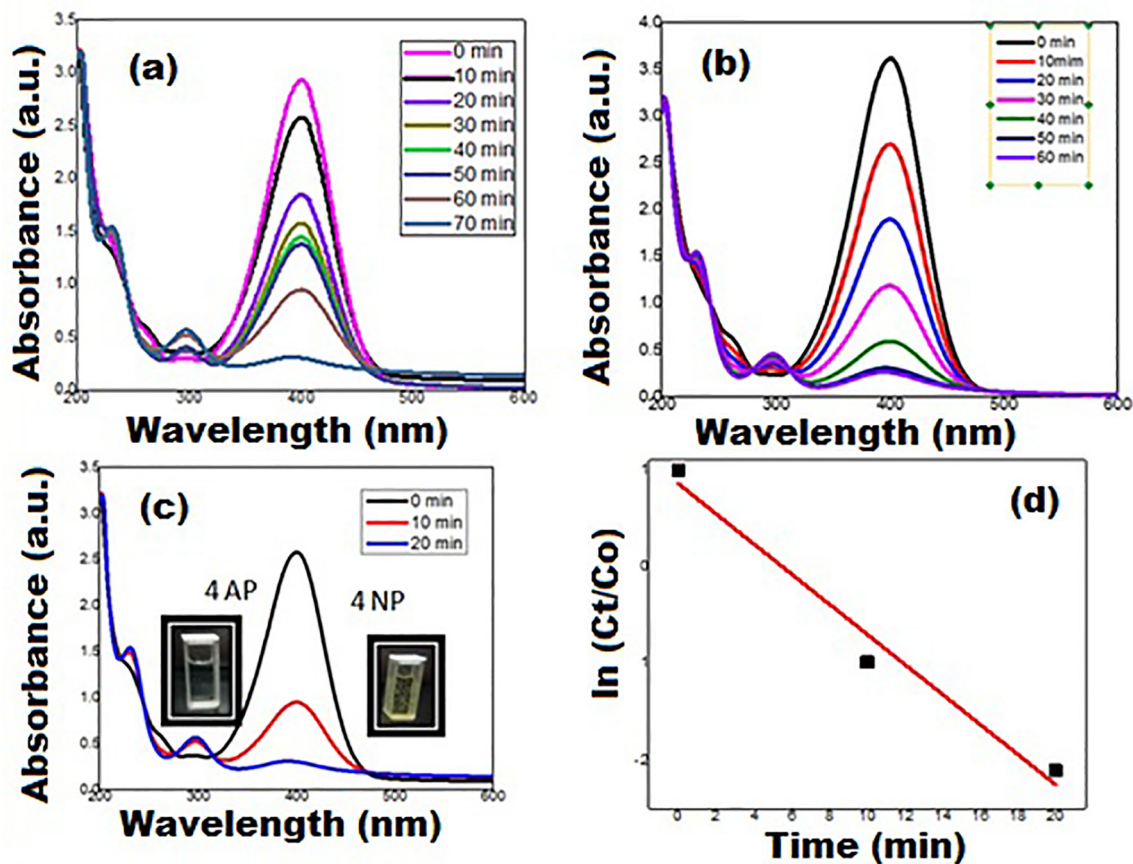 (a)
0 min
10 min
20 min
30 min
40 min
50 min
60 min
70 min
3.5
3.0
2.5
2.0
1.5
1.0
0.5
0.0
200 300 400 500 600
Absorbance (a.u.)
Wavelength (nm)
(b)
0 min
10mim
20 min
30 min
40 min
50 min
60 min
4.0
3.5
3.0
2.5
2.0
1.5
1.0
0.5
0.0
200 300 400 500 600
Absorbance (a.u.)
Wavelength (nm)
(c)
0 min
10 min
20 min
4 AP
4 NP
3.5
3.0
2.5
2.0
1.5
1.0
0.5
0.0
200 300 400 500 600
Absorbance (a.u.)
Wavelength (nm)
(d)
1
0
-1
-2
0 2 4 6 8 10 12 14 16 18 20
ln (Ct/Co)
Time (min)